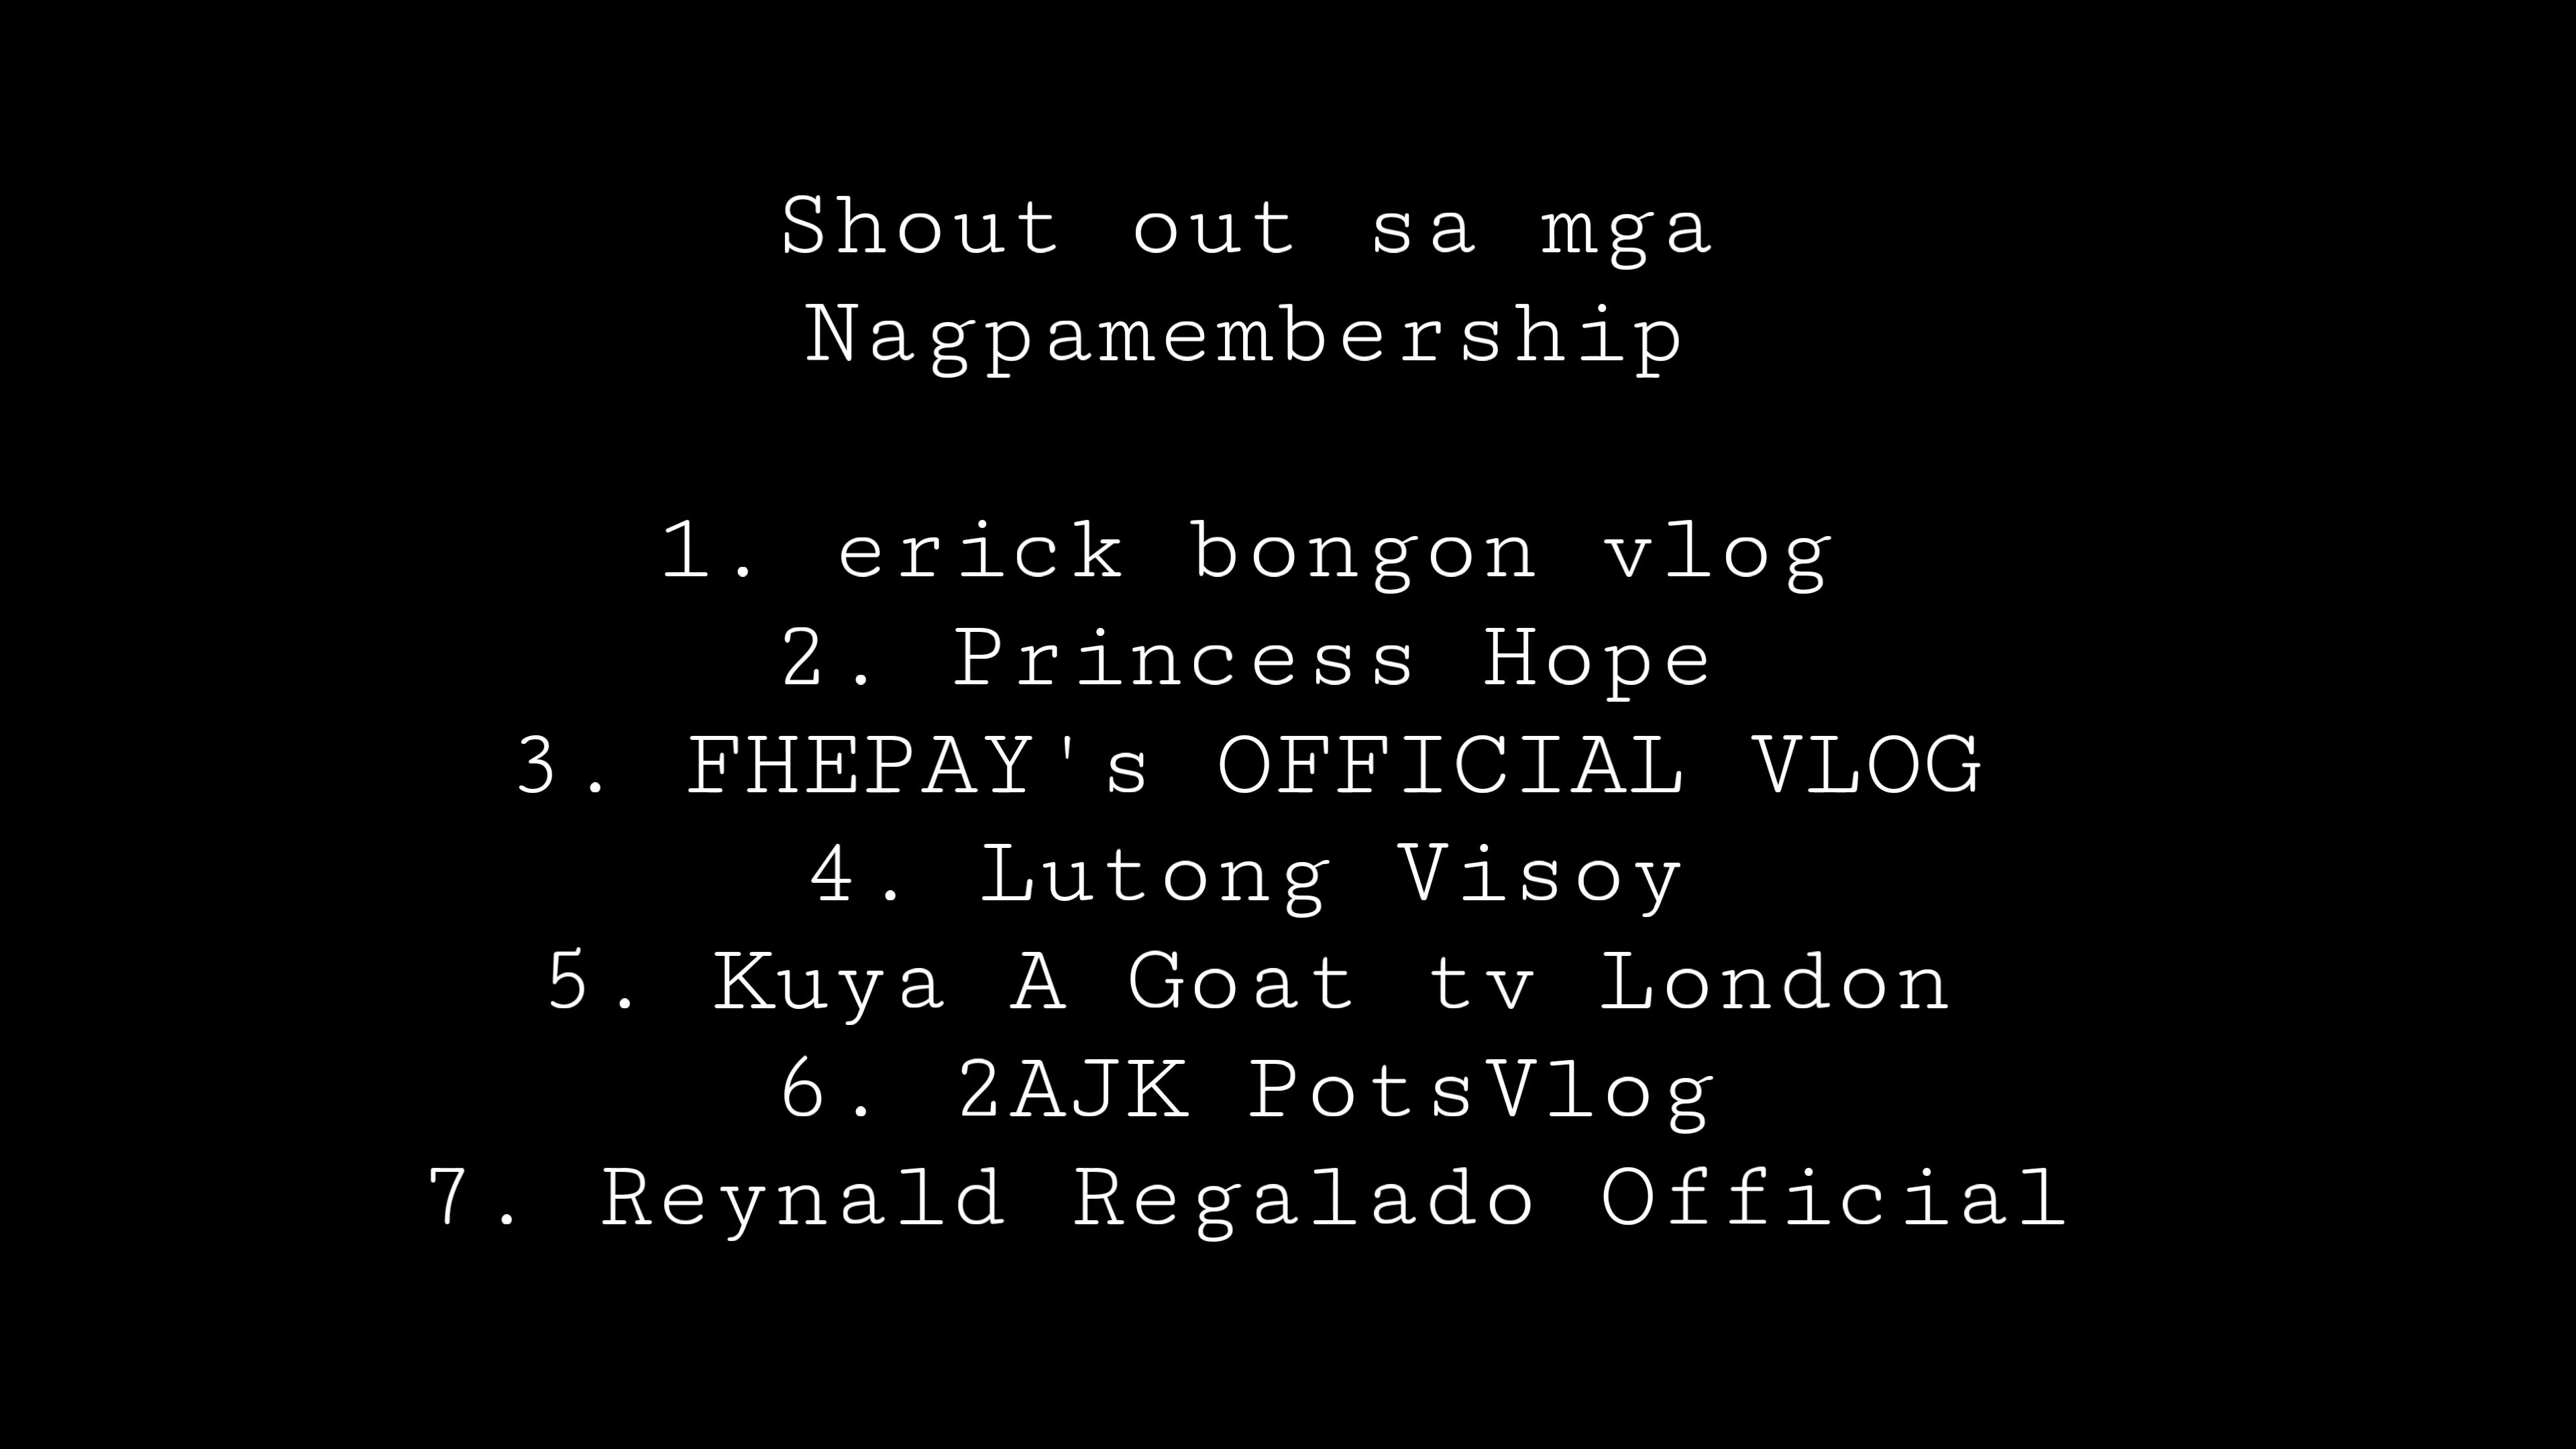 Shout out sa mga
Nagpamembership
1. erick bongon vlog
2. Princess Hope
3. FHEPAY's OFFICIAL VLOG
4. Lutong Visoy
5. Kuya A Goat tv London
6. 2AJK PotsVlog
7. Reynald Regalado Official